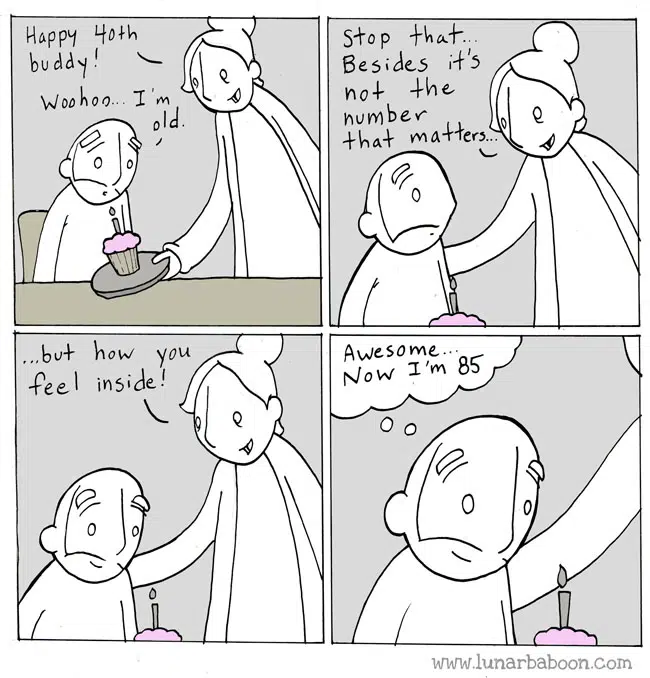 Happy 40th
buddy!
Woohoo... I'm
old.
Stop that...
Besides it's
not the
number
that matters...
...but how you
feel inside!
Awesome...
Now I'm 85
www.lunarbaboon.com